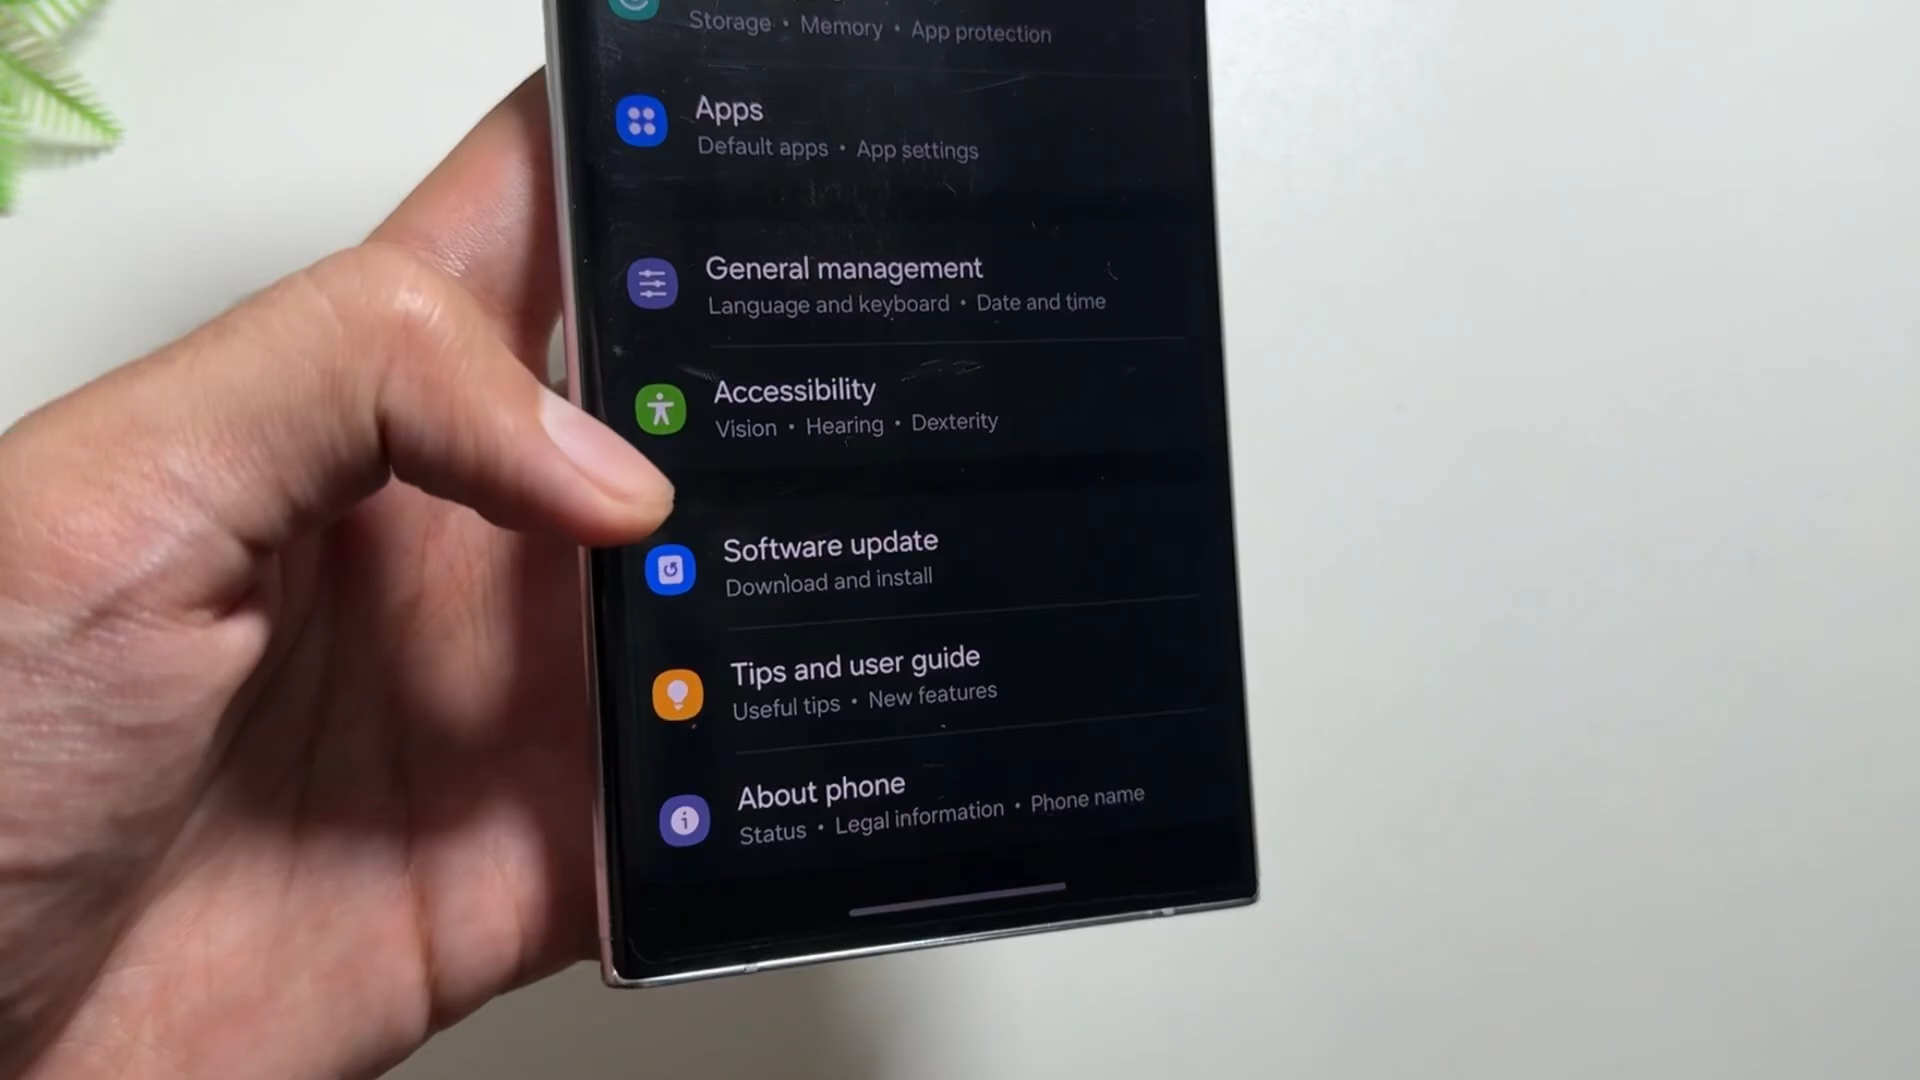 Storage • Memory • App protection
Apps
Default apps • App settings
General management
Language and keyboard • Date and time
Accessibility
Vision • Hearing • Dexterity
Software update
Download and install
Tips and user guide
Useful tips • New features
About phone
Status • Legal information • Phone name